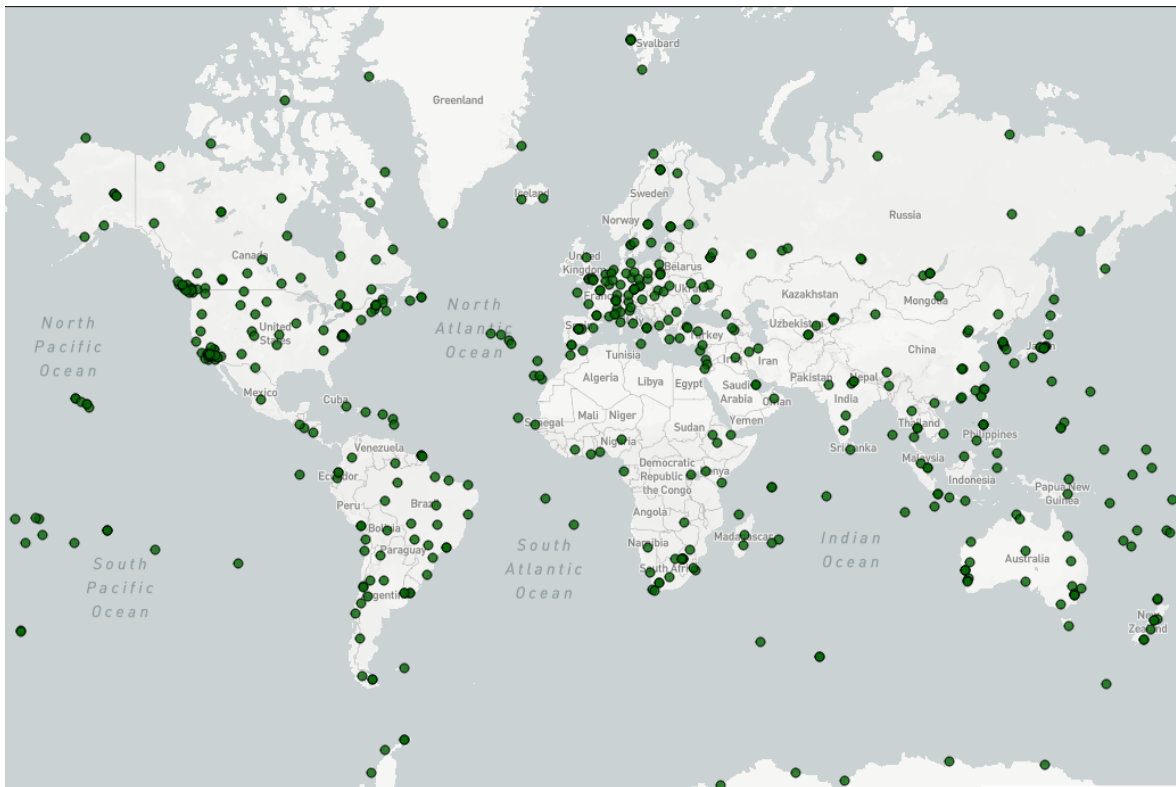 Svalbard
Greenland
Iceland
Sweden
Norway
Russia
Canada
United
Kingdom
Belarus
Ukraine
France
Kazakhstan
Mongolia
North
Pacific
Ocean
North
Atlantic
Ocean
United
States
Uzbekistan
Turkey
Japan
China
Tunisia
Iraq
Iran
Algeria
Libya
Egypt
Pakistan
Nepal
Mexico
Cuba
Saudi
Arabia
Oman
India
Mali
Niger
Senegal
Sudan
Yemen
Thailand
Philippines
Nigeria
Venezuela
Sri Lanka
Malaysia
Ecuador
Democratic
Republic
the Congo
Kenya
Indonesia
Papua New
Guinea
Peru
Brazil
Angola
Bolivia
South
Pacific
Ocean
South
Atlantic
Ocean
Namibia
Madagascar
Indian
Ocean
Paraguay
Australia
South Africa
Argentina
New
Zealand